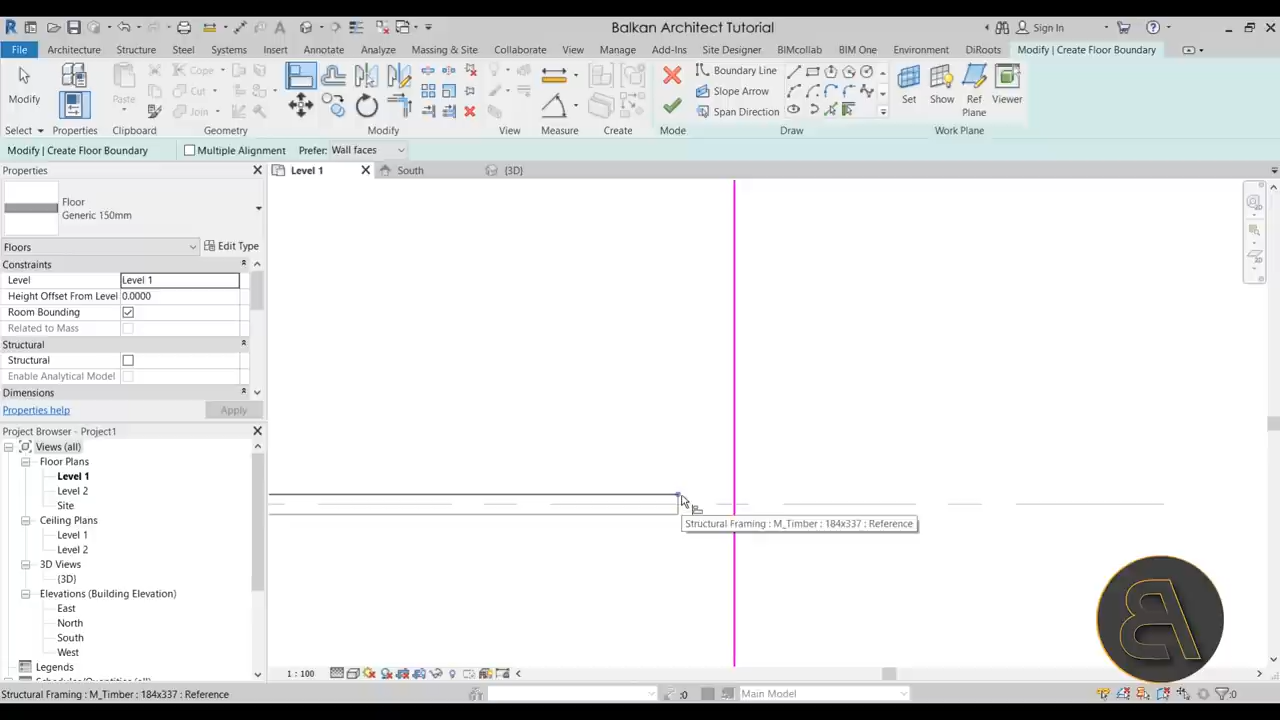 Balkan Architect Tutorial
Sign In
File Architecture Structure Steel Systems Insert Annotate Analyze Massing & Site Collaborate View Manage Add-Ins Site Designer BIMcollab BIM One Environment DiRoots Modify | Create Floor Boundary
Modify
Paste
Cope
Cut
Join
Boundary Line
Slope Arrow
Span Direction
Set Show Ref Plane Viewer
Select Properties Clipboard Geometry Modify View Measure Create Mode Draw Work Plane
Modify | Create Floor Boundary Multiple Alignment Prefer: Wall faces
Properties
Level 1 South {3D}
Floor
Generic 150mm
Floors Edit Type
Constraints
Level Level 1
Height Offset From Level 0.0000
Room Bounding
Related to Mass
Structural
Structural
Enable Analytical Model
Dimensions
Properties help Apply
Project Browser - Project1
Views (all)
Floor Plans
Level 1
Level 2
Site
Ceiling Plans
Level 1
Level 2
3D Views
{3D}
Elevations (Building Elevation)
East
North
South
West
Legends
Schedules/Quantities (all)
Structural Framing : M_Timber : 184x337 : Reference
1 : 100
Structural Framing : M_Timber : 184x337 : Reference
:0
Main Model
:0